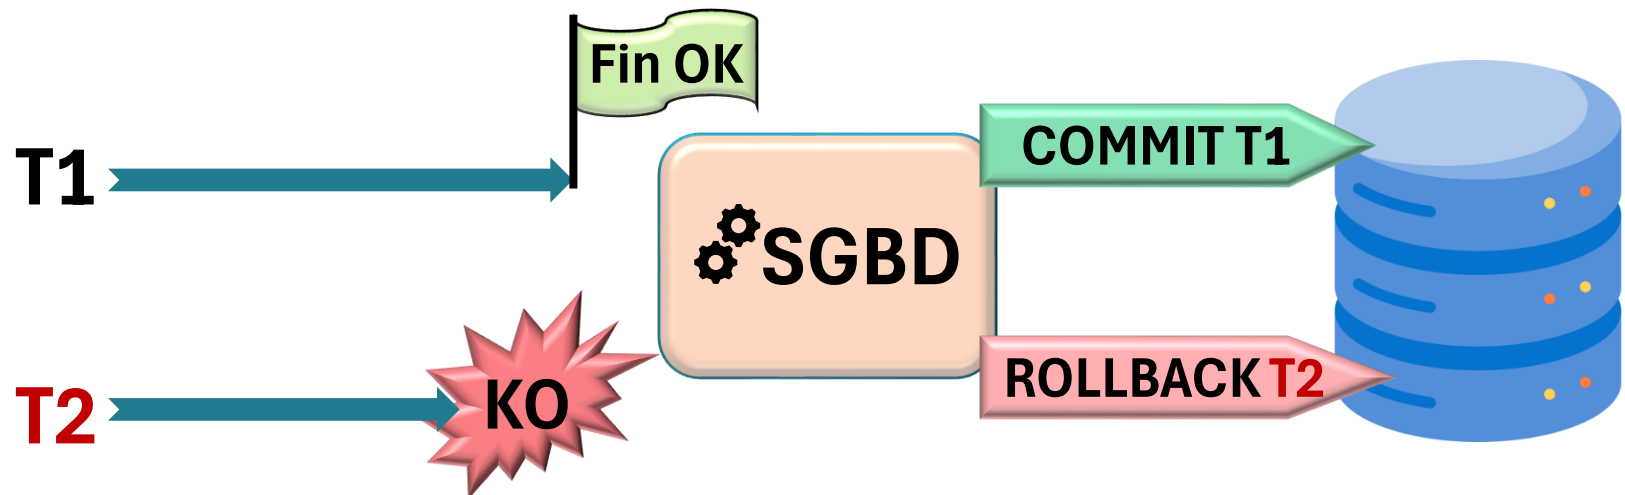 Fin OK
T1
COMMIT T1
SGBD
T2
KO
ROLLBACK T2